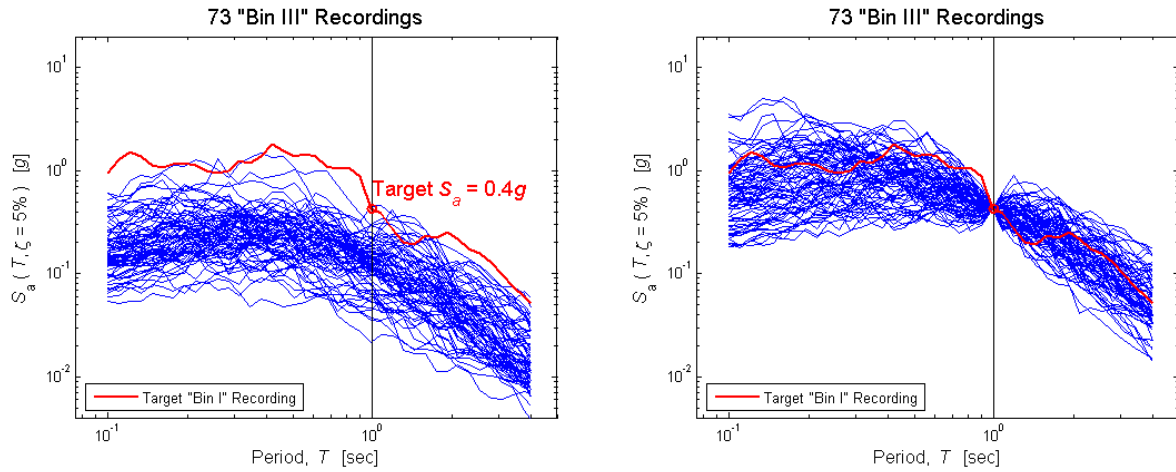 73 "Bin III" Recordings
10^1
10^0
10^-1
10^-2
S_a ( T, ζ = 5% ) [g]
Target S_a = 0.4g
Target "Bin I" Recording
10^-1
10^0
Period, T [sec]
73 "Bin III" Recordings
10^1
10^0
10^-1
10^-2
S_a ( T, ζ = 5% ) [g]
Target "Bin I" Recording
10^-1
10^0
Period, T [sec]